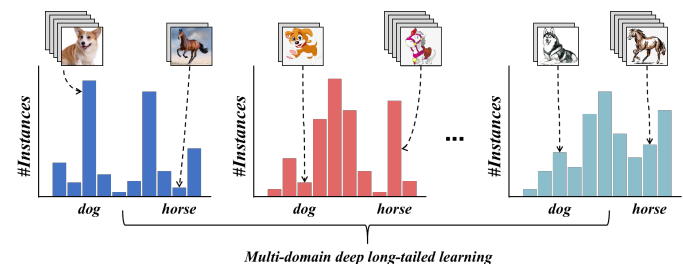 #Instances
dog
horse
#Instances
dog
horse
...
#Instances
dog
horse
Multi-domain deep long-tailed learning